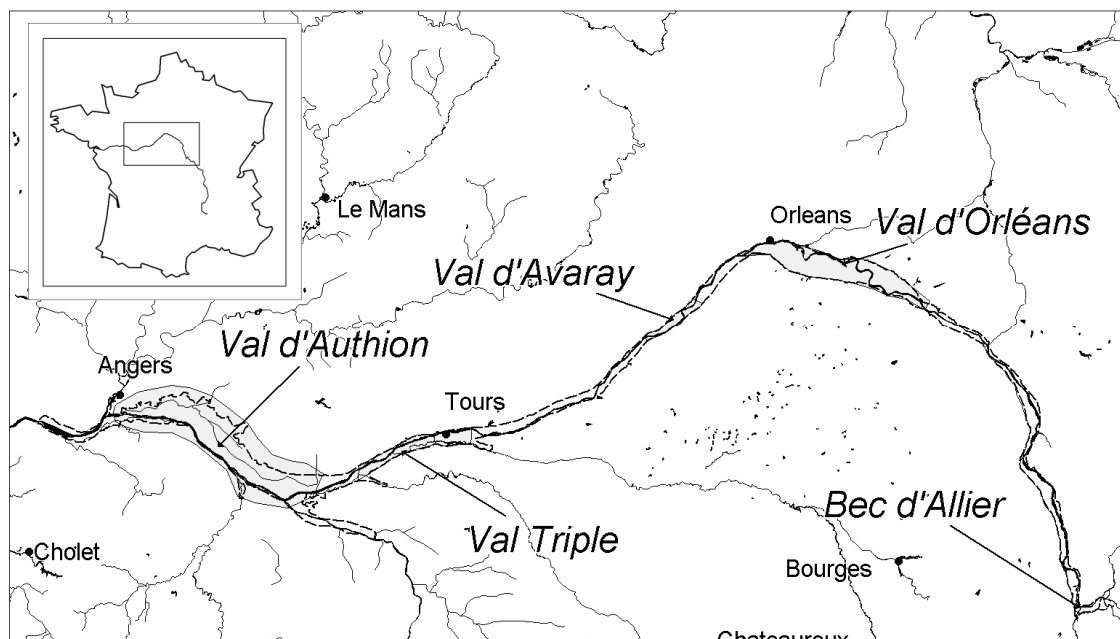 Le Mans
Orleans
Val d'Orléans
Val d'Avaray
Val d'Authion
Angers
Tours
Bec d'Allier
Val Triple
Cholet
Bourges